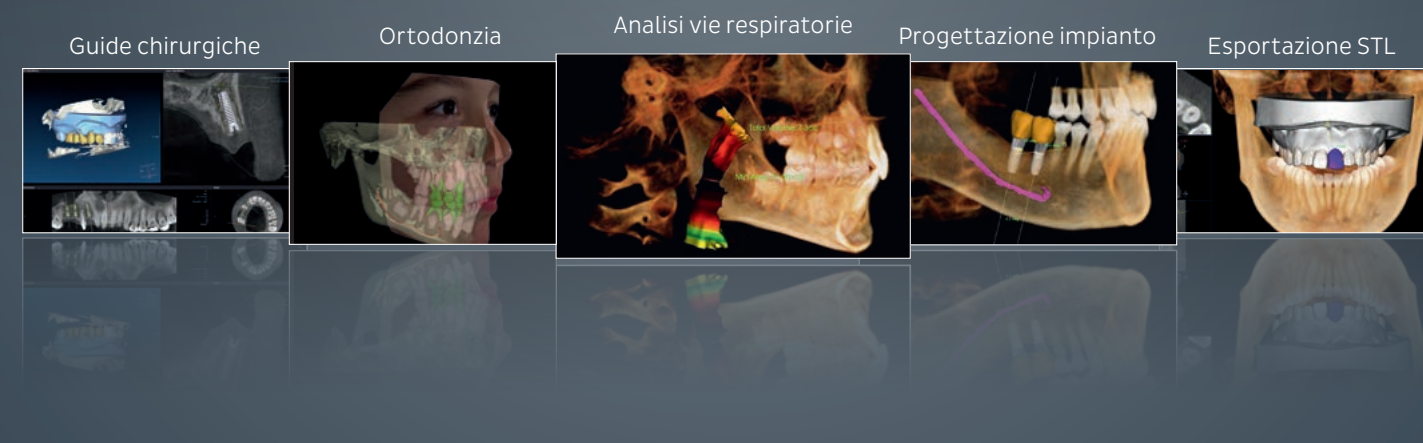 Guide chirurgiche
Ortodonzia
Analisi vie respiratorie
Progettazione impianto
Esportazione STL